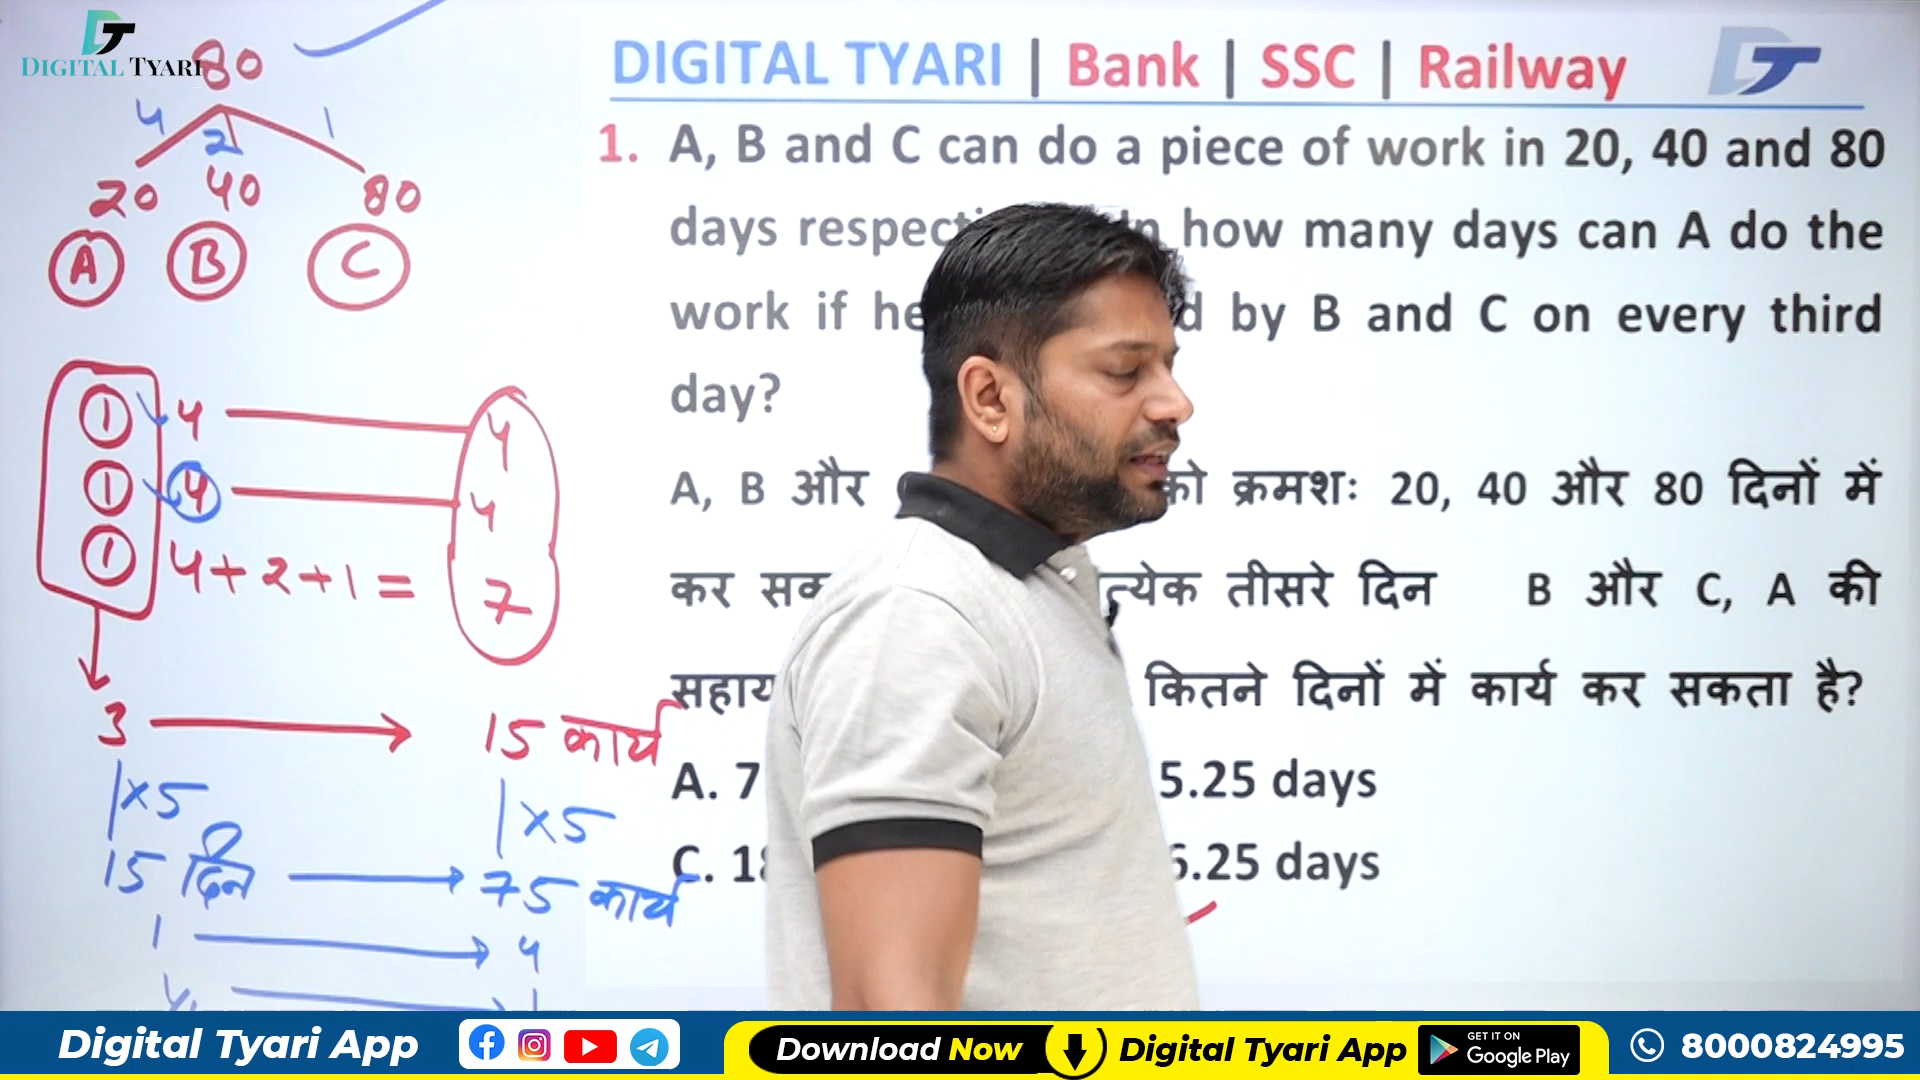 DIGITAL TYARI
80
4 2 1
20 40 80
A B C
1 4 4
1 4 4
1 4+2+1= 7
3 15 कार्य
×5 ×5
15 दिन 75 कार्य
1 4
DIGITAL TYARI | Bank | SSC | Railway
1. A, B and C can do a piece of work in 20, 40 and 80
days how many days can A do the
work if he by B and C on every third
day?
A, B और को क्रमशः 20, 40 और 80 दिनों में
कर तीसरे दिन B और C, A की
कितने दिनों में कार्य कर सकता है?
A. 7 5.25 days
C. 1 .25 days
Digital Tyari App
Download Now Digital Tyari App GET IT ON Google Play 8000824995